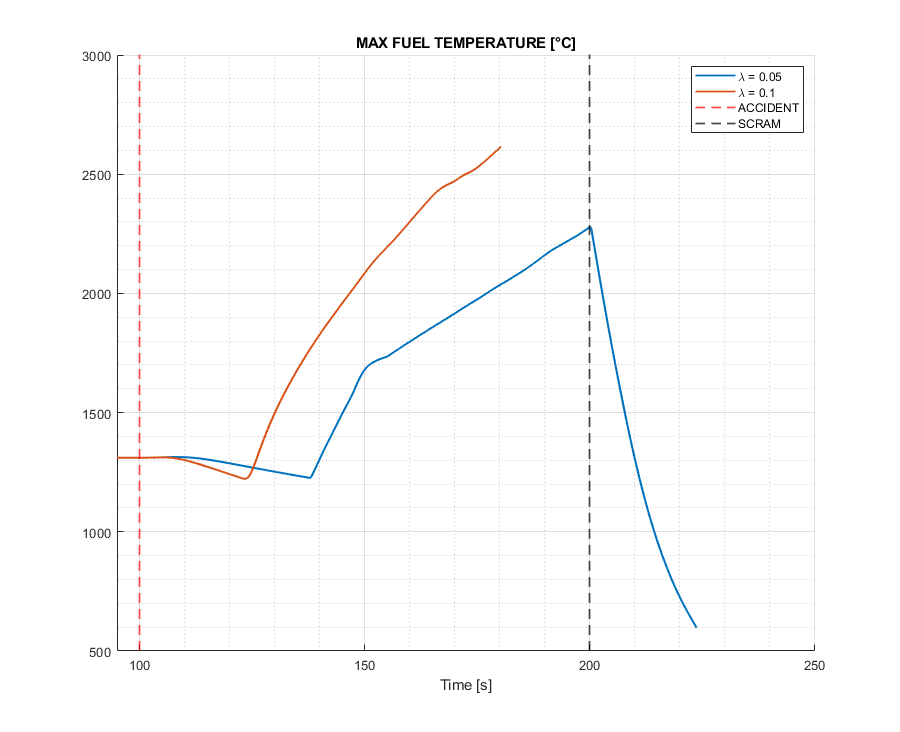 MAX FUEL TEMPERATURE [°C]
3000
2500
2000
1500
1000
500
λ = 0.05
λ = 0.1
ACCIDENT
SCRAM
100
150
200
250
Time [s]